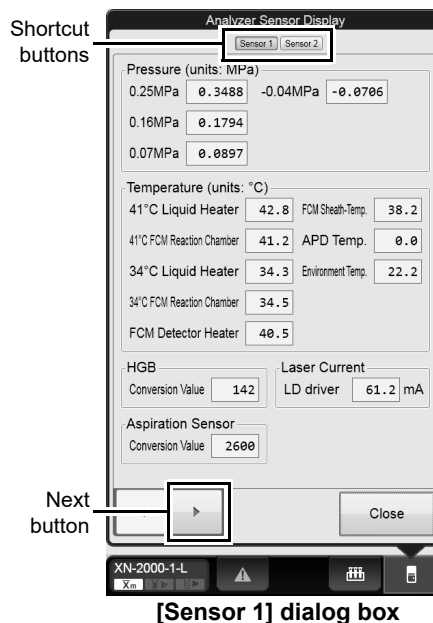 Shortcut
buttons
Analyzer Sensor Display
Sensor 1 Sensor 2
Pressure (units: MPa)
0.25MPa 0.3488 -0.04MPa -0.0706
0.16MPa 0.1794
0.07MPa 0.0897
Temperature (units: °C)
41°C Liquid Heater 42.8 FCM Sheath-Temp. 38.2
41°C FCM Reaction Chamber 41.2 APD Temp. 0.0
34°C Liquid Heater 34.3 Environment Temp. 22.2
34°C FCM Reaction Chamber 34.5
FCM Detector Heater 40.5
HGB Laser Current
Conversion Value 142 LD driver 61.2 mA
Aspiration Sensor
Conversion Value 2600
Next
button
Close
XN-2000-1-L
[Sensor 1] dialog box